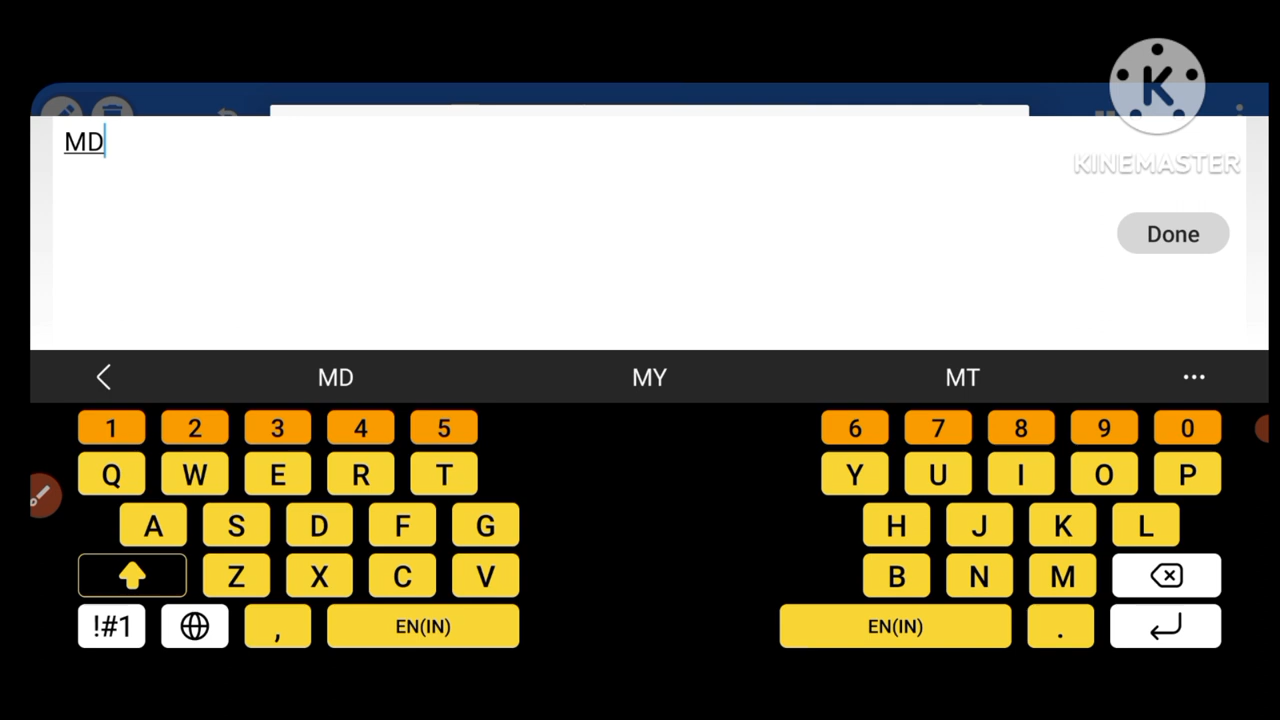 K
KINEMASTER
MD
Done
MD MY MT
1 2 3 4 5 6 7 8 9 0
Q W E R T Y U I O P
A S D F G H J K L
Z X C V B N M
!#1 , EN(IN) EN(IN) .